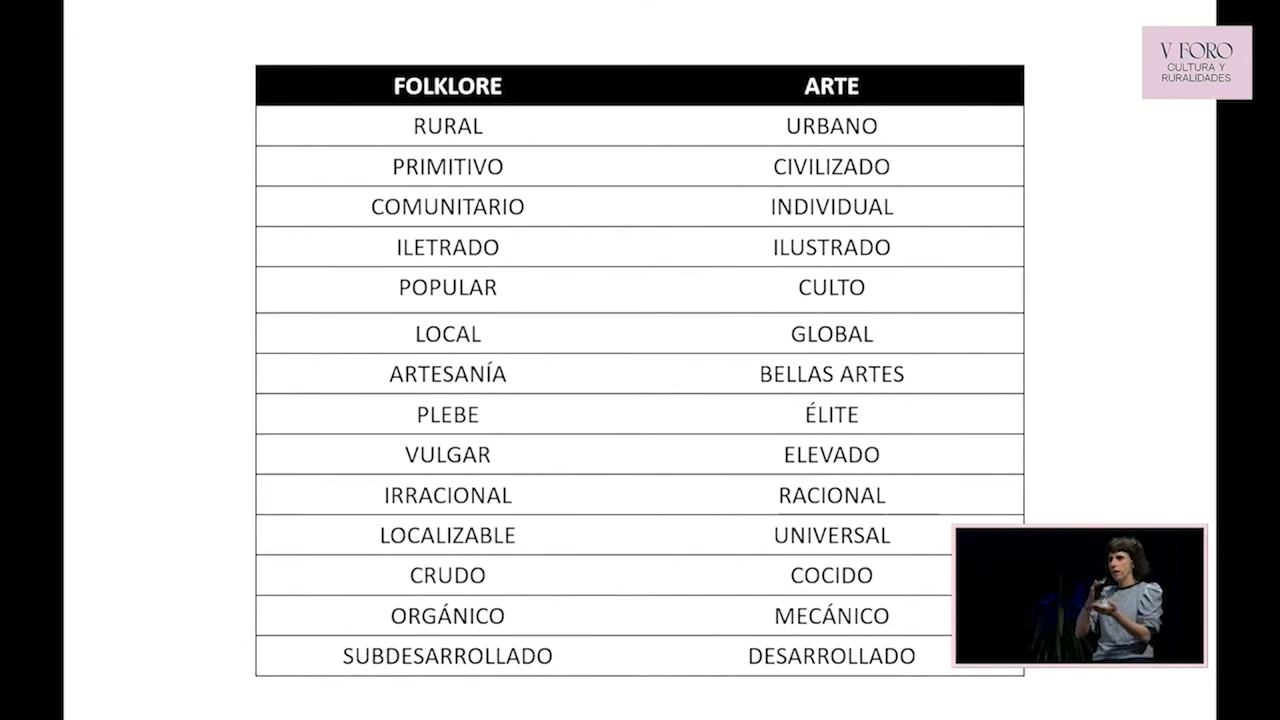 V FORO
CULTURA Y
RURALIDADES
FOLKLORE ARTE
RURAL URBANO
PRIMITIVO CIVILIZADO
COMUNITARIO INDIVIDUAL
ILETRADO ILUSTRADO
POPULAR CULTO
LOCAL GLOBAL
ARTESANÍA BELLAS ARTES
PLEBE ÉLITE
VULGAR ELEVADO
IRRACIONAL RACIONAL
LOCALIZABLE UNIVERSAL
CRUDO COCIDO
ORGÁNICO MECÁNICO
SUBDESARROLLADO DESARROLLADO